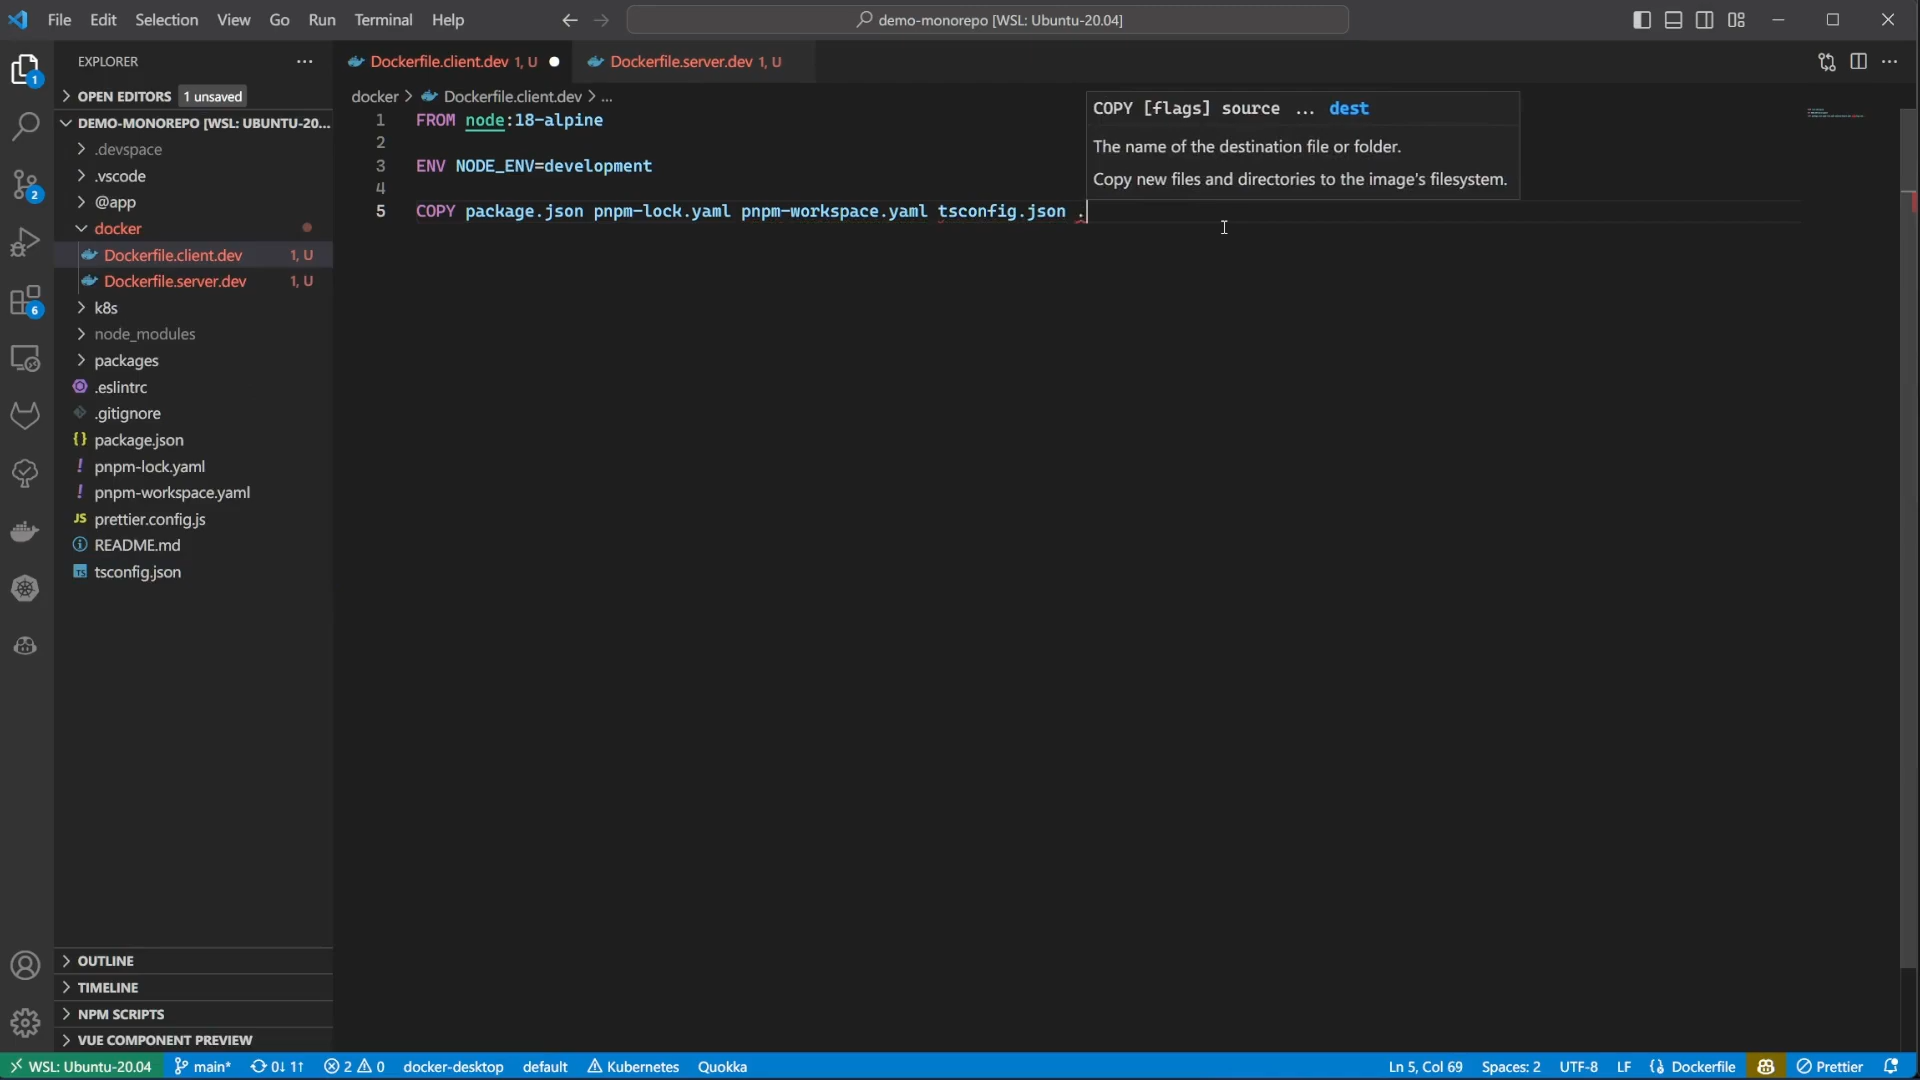 File Edit Selection View Go Run Terminal Help
demo-monorepo [WSL: Ubuntu-20.04]
EXPLORER
OPEN EDITORS 1 unsaved
DEMO-MONOREPO [WSL: UBUNTU-20...
.devspace
.vscode
@app
docker
Dockerfile.client.dev 1, U
Dockerfile.server.dev 1, U
k8s
node_modules
packages
.eslintrc
.gitignore
package.json
pnpm-lock.yaml
pnpm-workspace.yaml
prettier.config.js
README.md
tsconfig.json
OUTLINE
TIMELINE
NPM SCRIPTS
VUE COMPONENT PREVIEW
1
2
6
Dockerfile.client.dev 1, U
Dockerfile.server.dev 1, U
docker > Dockerfile.client.dev > ...
1 FROM node:18-alpine
2
3 ENV NODE_ENV=development
4
5 COPY package.json pnpm-lock.yaml pnpm-workspace.yaml tsconfig.json .
COPY [flags] source ... dest
The name of the destination file or folder.
Copy new files and directories to the image's filesystem.
WSL: Ubuntu-20.04 main* 0↓ 1↑ 2 0 docker-desktop default Kubernetes Quokka Ln 5, Col 69 Spaces: 2 UTF-8 LF {} Dockerfile Prettier